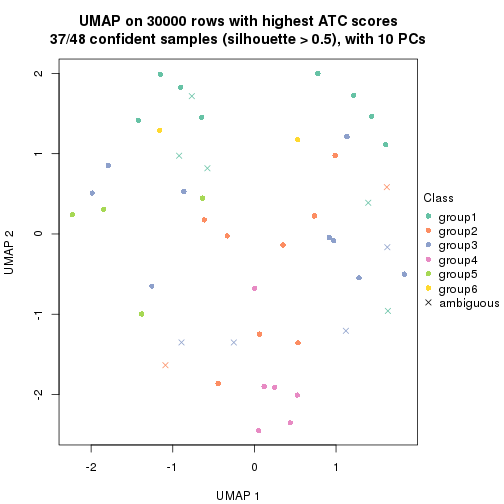 UMAP on 30000 rows with highest ATC scores
37/48 confident samples (silhouette > 0.5), with 10 PCs
2
1
0
-1
-2
UMAP 2
-2
-1
0
1
UMAP 1
Class
group1
group2
group3
group4
group5
group6
ambiguous